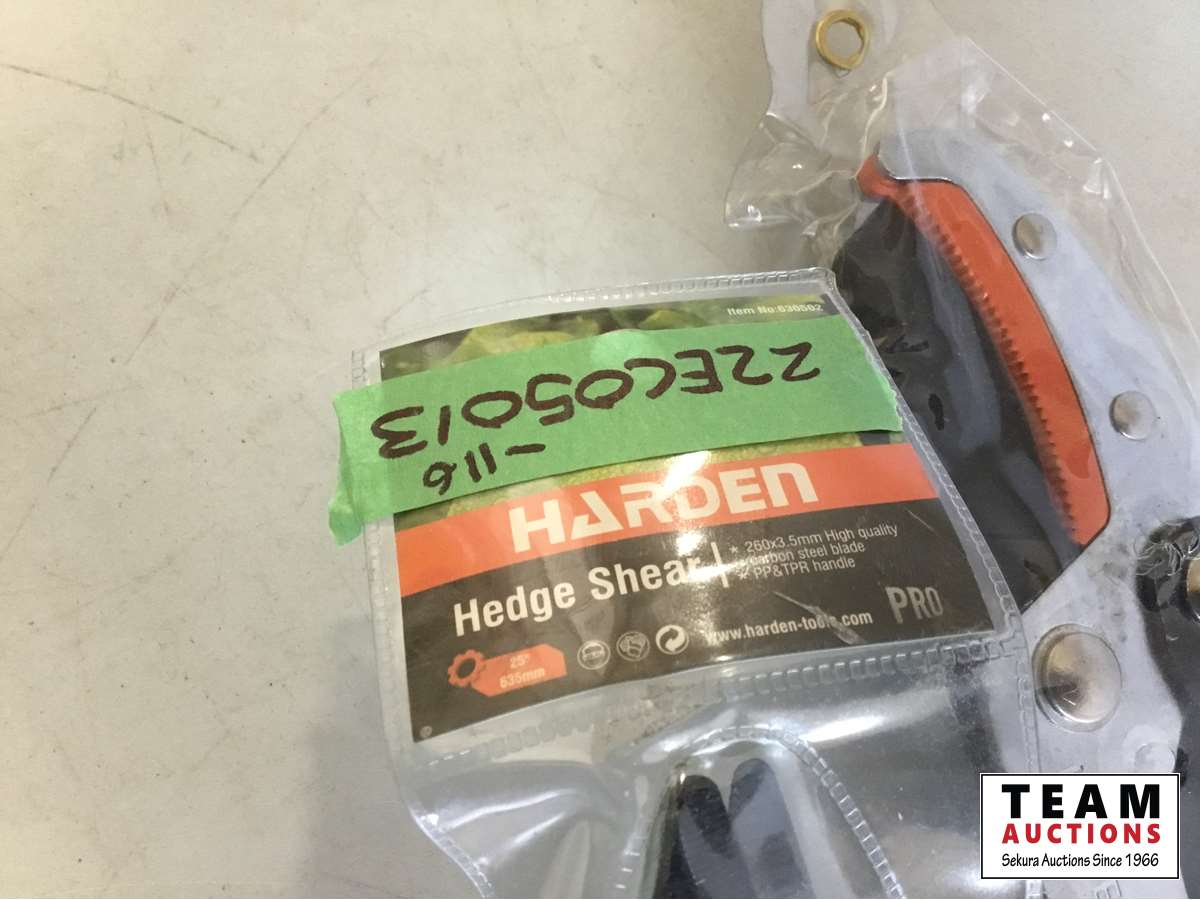 Item No:630502
22EC05013
-116
HARDEN
Hedge Shear
* 260x3.5mm High quality
carbon steel blade
* PP&TPR handle
PRO
www.harden-tools.com
25"
635mm
TEAM
AUCTIONS
Sekura Auctions Since 1966